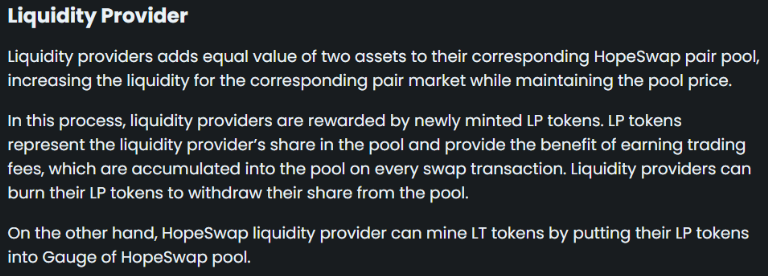 Liquidity Provider
Liquidity providers adds equal value of two assets to their corresponding HopeSwap pair pool,
increasing the liquidity for the corresponding pair market while maintaining the pool price.
In this process, liquidity providers are rewarded by newly minted LP tokens. LP tokens
represent the liquidity provider’s share in the pool and provide the benefit of earning trading
fees, which are accumulated into the pool on every swap transaction. Liquidity providers can
burn their LP tokens to withdraw their share from the pool.
On the other hand, HopeSwap liquidity provider can mine LT tokens by putting their LP tokens
into Gauge of HopeSwap pool.